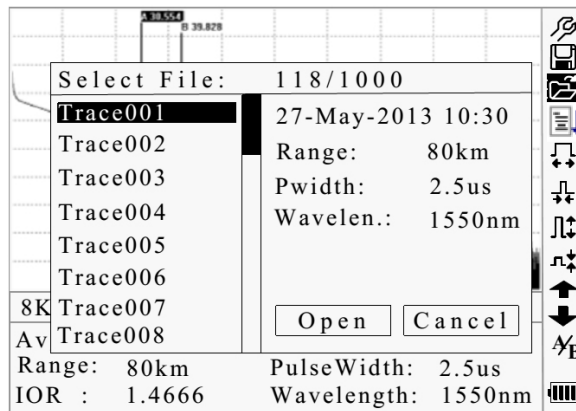 A 38.554
B 39.828
Select File: 118/1000
Trace001
Trace002
Trace003
Trace004
Trace005
Trace006
Trace007
Trace008
27-May-2013 10:30
Range: 80km
Pwidth: 2.5us
Wavelen.: 1550nm
Open Cancel
8K
Av
Range: 80km PulseWidth: 2.5us
IOR : 1.4666 Wavelength: 1550nm
A/B